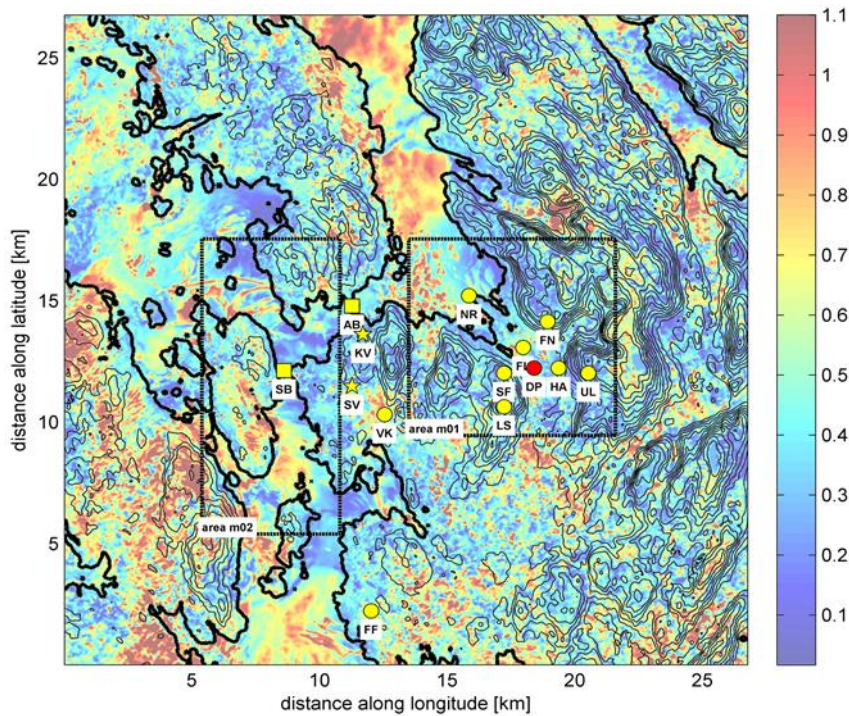 25
20
15
10
5
distance along latitude [km]
5
10
15
20
25
distance along longitude [km]
1.1
1
0.9
0.8
0.7
0.6
0.5
0.4
0.3
0.2
0.1
AB
KV
SB
SV
VK
area m01
area m02
FF
NR
FN
FL
SF
DP
HA
UL
LS